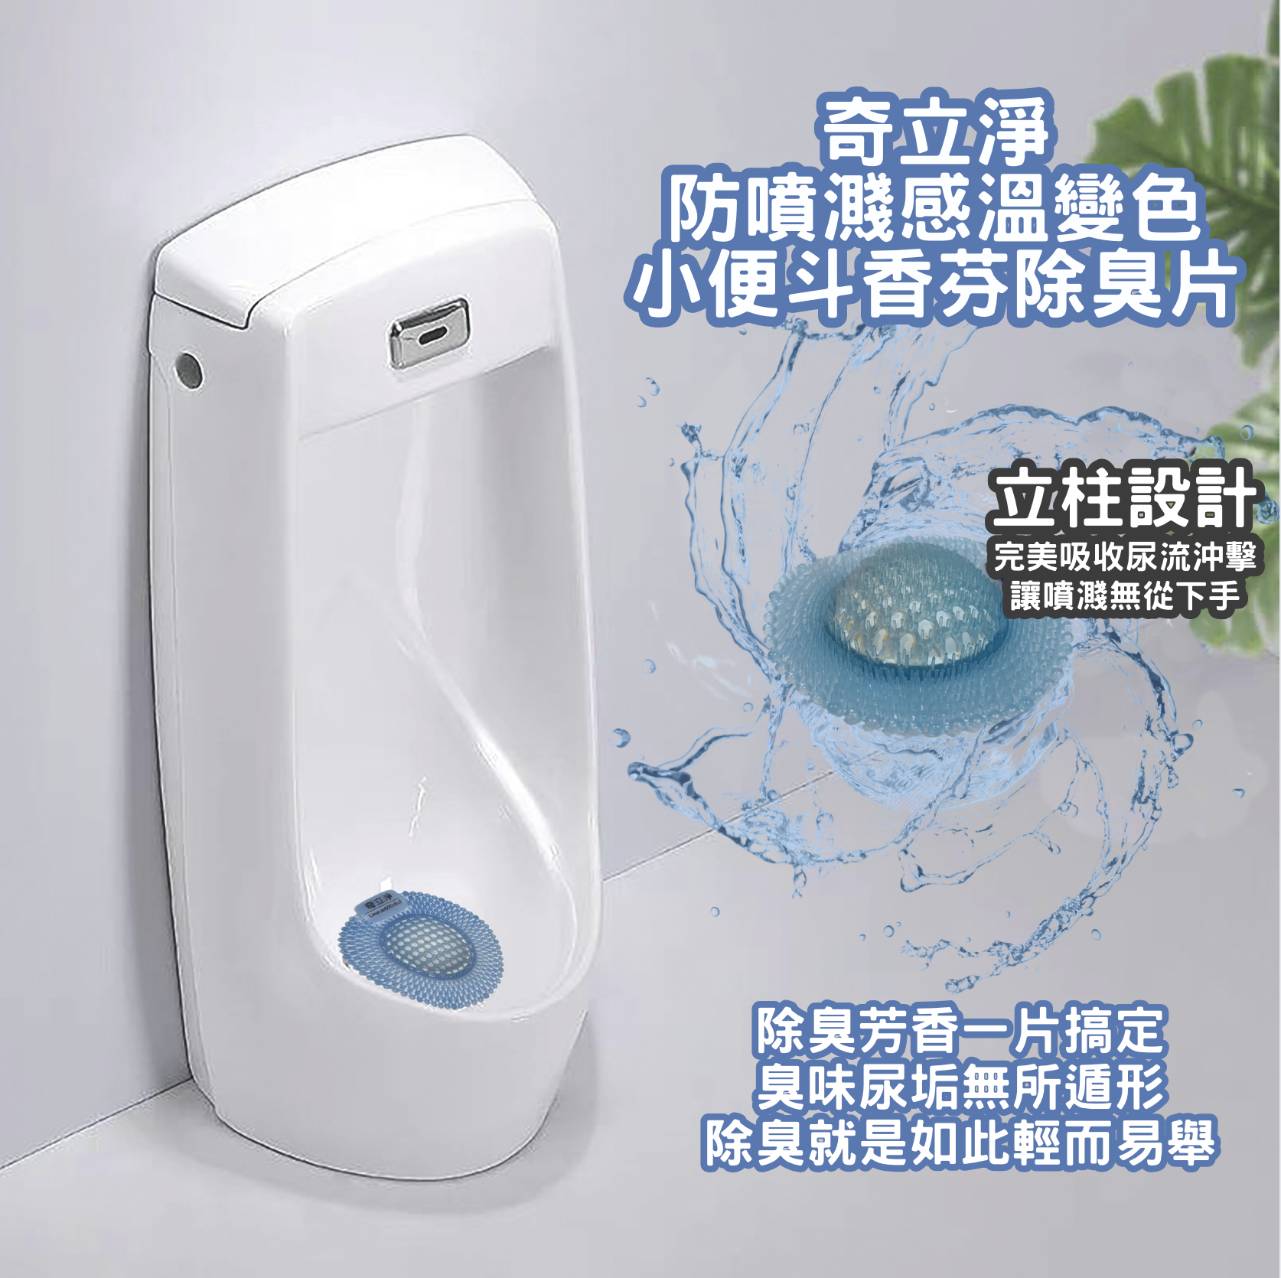 奇立淨
防噴濺感溫變色
小便斗香芬除臭片
立柱設計
完美吸收尿流沖擊
讓噴濺無從下手
奇立淨
除臭芳香一片搞定
臭味尿垢無所遁形
除臭就是如此輕而易舉